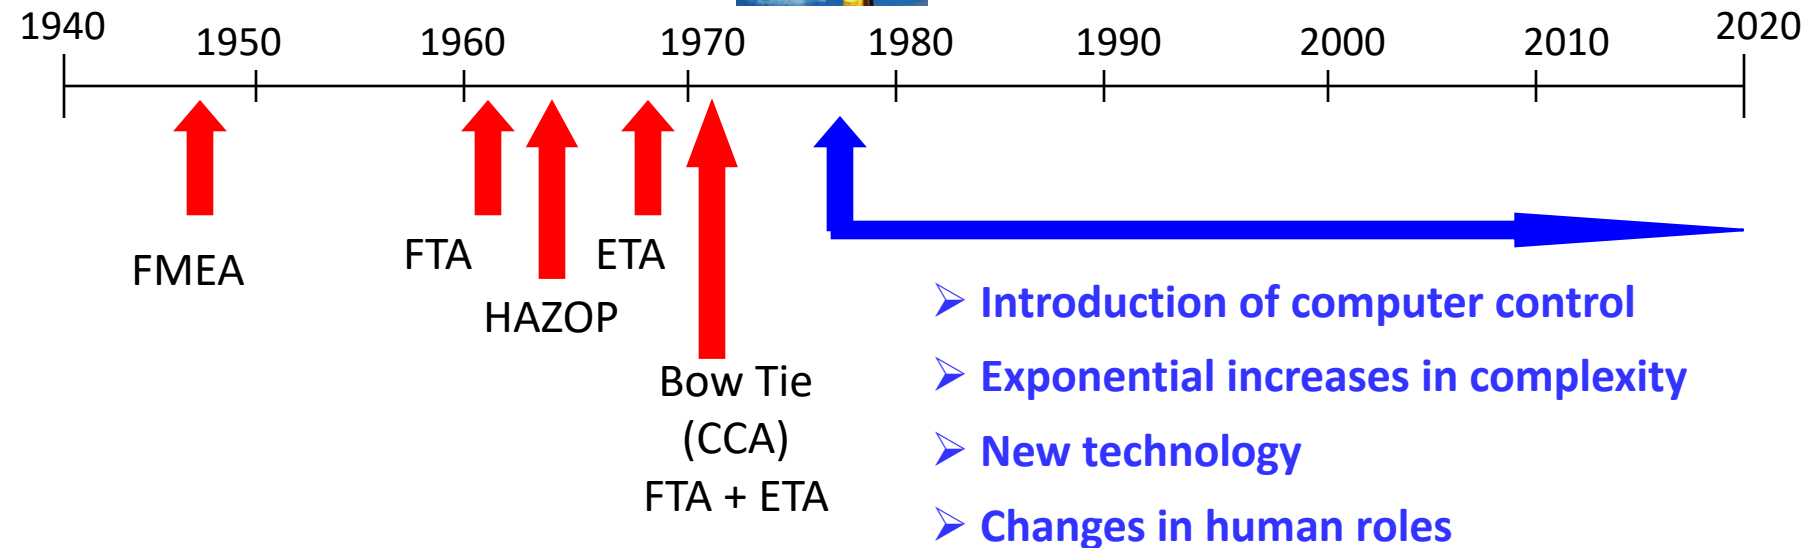 1940 1950 1960 1970 1980 1990 2000 2010 2020
FMEA
FTA
HAZOP
ETA
Bow Tie
(CCA)
FTA + ETA
➢ Introduction of computer control
➢ Exponential increases in complexity
➢ New technology
➢ Changes in human roles